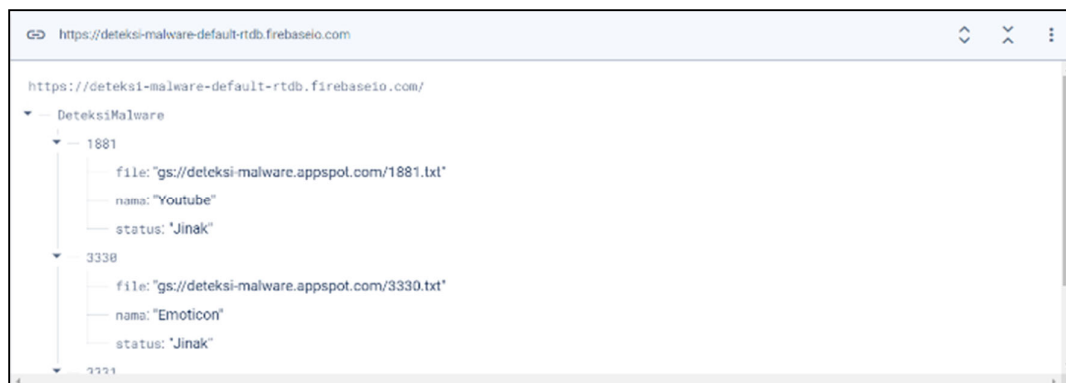 https://deteksi-malware-default-rtdb.firebaseio.com
https://deteksi-malware-default-rtdb.firebaseio.com/
DeteksiMalware
1881
file: "gs://deteksi-malware.appspot.com/1881.txt"
nama: "Youtube"
status: "Jinak"
3330
file: "gs://deteksi-malware.appspot.com/3330.txt"
nama: "Emoticon"
status: "Jinak"
3331